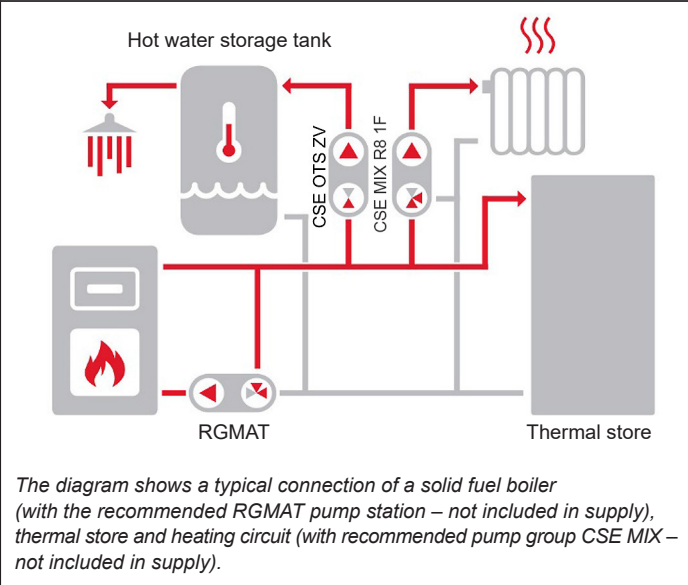 Hot water storage tank
CSE OTS ZV
CSE MIX R8 1F
RGMAT
Thermal store
The diagram shows a typical connection of a solid fuel boiler
(with the recommended RGMAT pump station – not included in supply),
thermal store and heating circuit (with recommended pump group CSE MIX –
not included in supply).